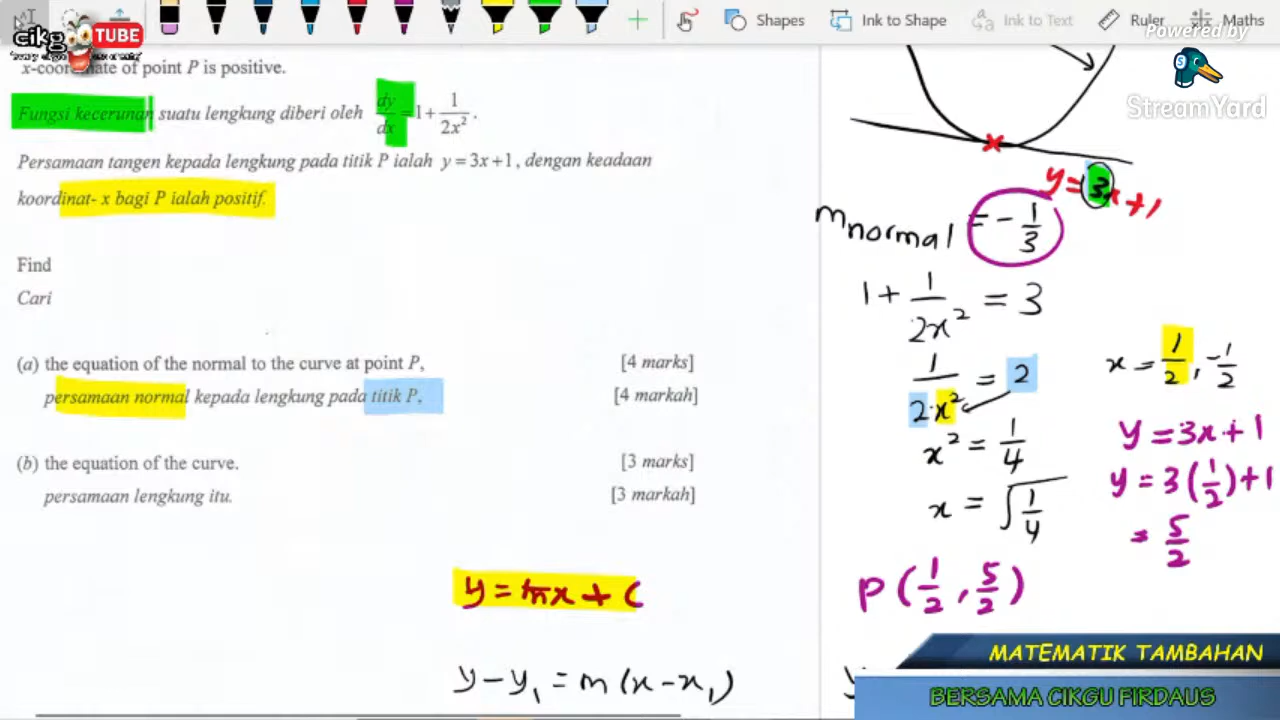 cikgu TUBE
Shapes
Ink to Shape
Ink to Text
Ruler
Maths
Powered by
StreamYard
x-coordinate of point P is positive.
Fungsi kecerunan suatu lengkung diberi oleh dy/dx = 1 + 1/2x².
Persamaan tangen kepada lengkung pada titik P ialah y = 3x+1, dengan keadaan
koordinat- x bagi P ialah positif.
Find
Cari
(a) the equation of the normal to the curve at point P, [4 marks]
persamaan normal kepada lengkung pada titik P, [4 markah]
(b) the equation of the curve. [3 marks]
persamaan lengkung itu. [3 markah]
y = mx + c
y - y₁ = m (x - x₁)
y = 3x + 1
m normal = - 1/3
1 + 1/2x² = 3
1/2·x² = 2
x² = 1/4
x = √1/4
P (1/2, 5/2)
x = 1/2, -1/2
y = 3x + 1
y = 3(1/2) + 1
= 5/2
MATEMATIK TAMBAHAN
BERSAMA CIKGU FIRDAUS